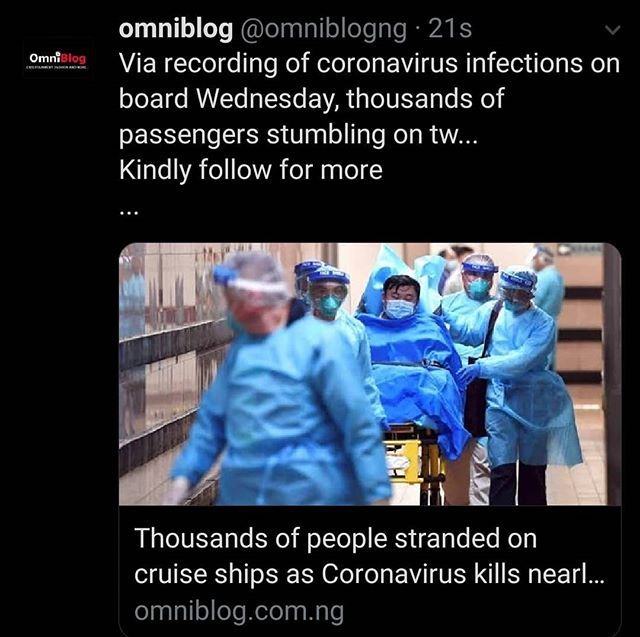 omniblog @omniblogng · 21s
OmniBlog
Via recording of coronavirus infections on
board Wednesday, thousands of
passengers stumbling on tw...
Kindly follow for more
...
Thousands of people stranded on
cruise ships as Coronavirus kills nearl...
omniblog.com.ng